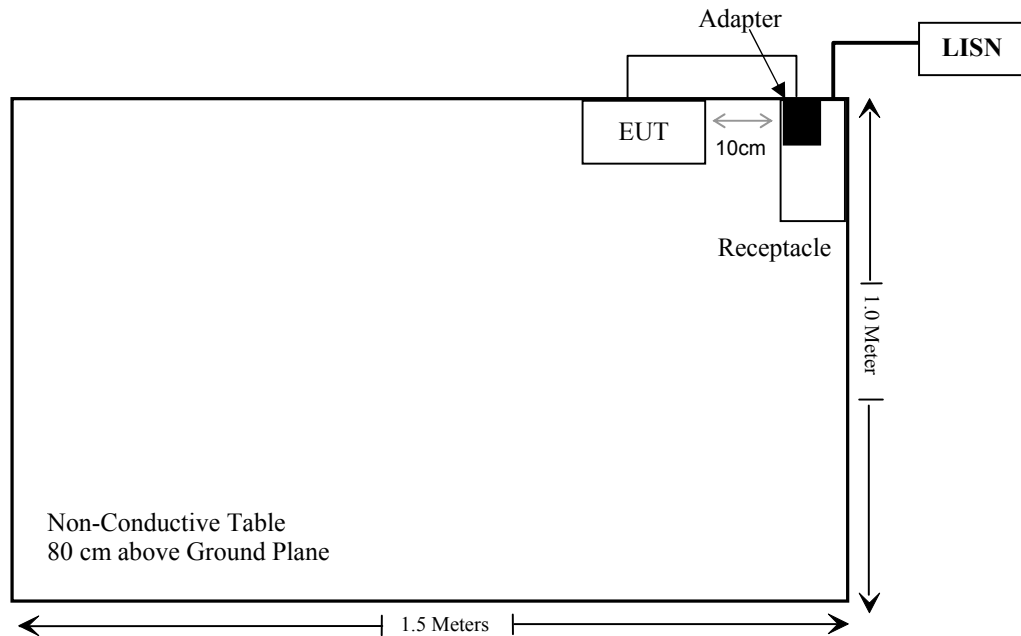 Adapter
LISN
EUT
10cm
Receptacle
1.0 Meter
Non-Conductive Table
80 cm above Ground Plane
1.5 Meters